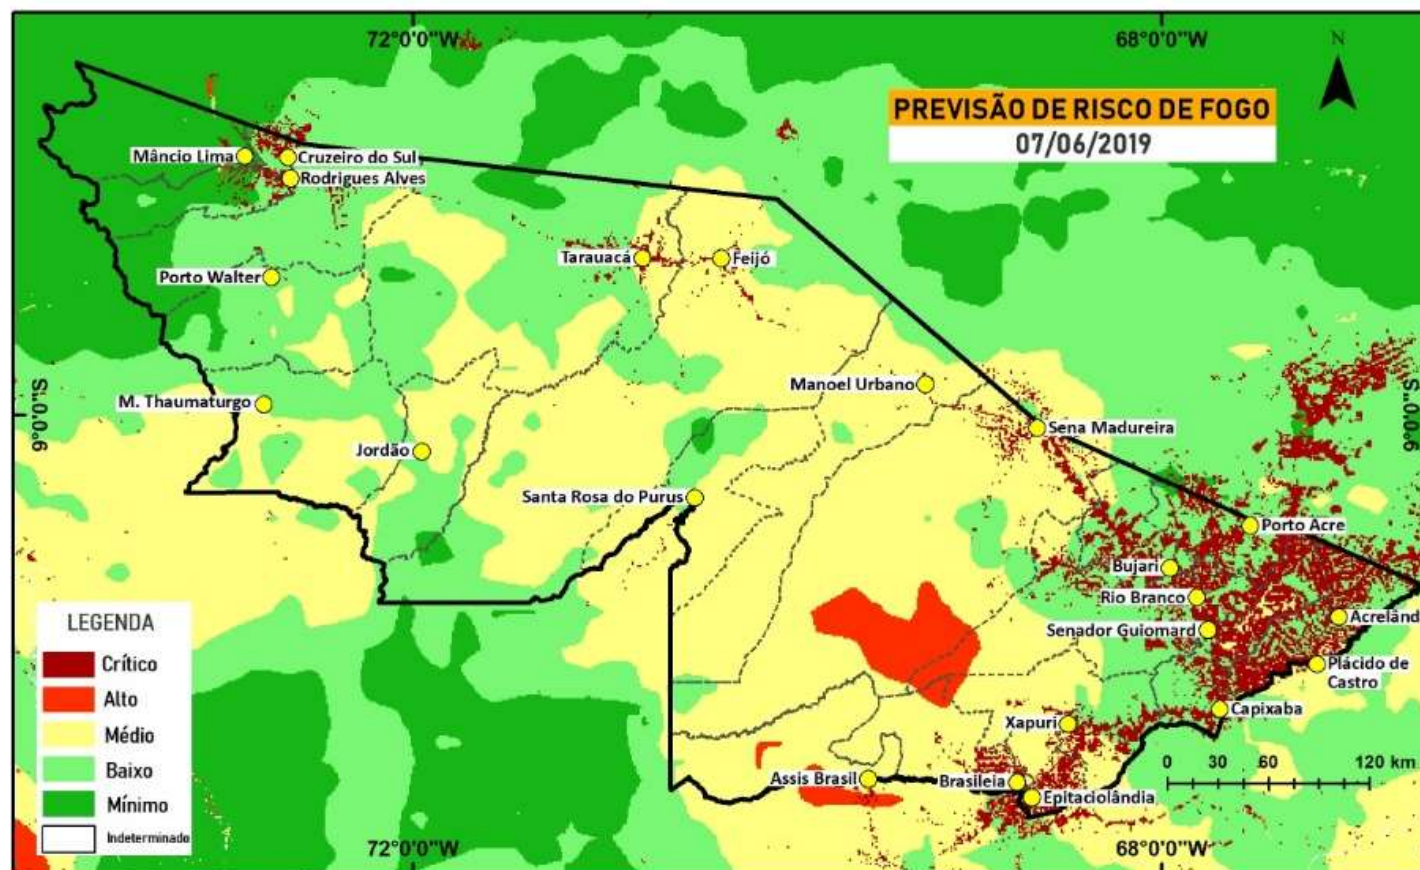 72°0'0"W
68°0'0"W
N
PREVISÃO DE RISCO DE FOGO
07/06/2019
Mâncio Lima
Cruzeiro do Sul
Rodrigues Alves
Tarauacá
Feijó
Porto Walter
Manoel Urbano
M. Thaumaturgo
9°0'0"S
9°0'0"S
Sena Madureira
Jordão
Santa Rosa do Purus
Porto Acre
Bujari
Rio Branco
Acrelând
Senador Guiomard
Plácido de
Castro
Capixaba
Xapuri
Assis Brasil
Brasileia
Epitaciolândia
0 30 60 120 km
LEGENDA
Crítico
Alto
Médio
Baixo
Mínimo
Indeterminado
72°0'0"W
68°0'0"W